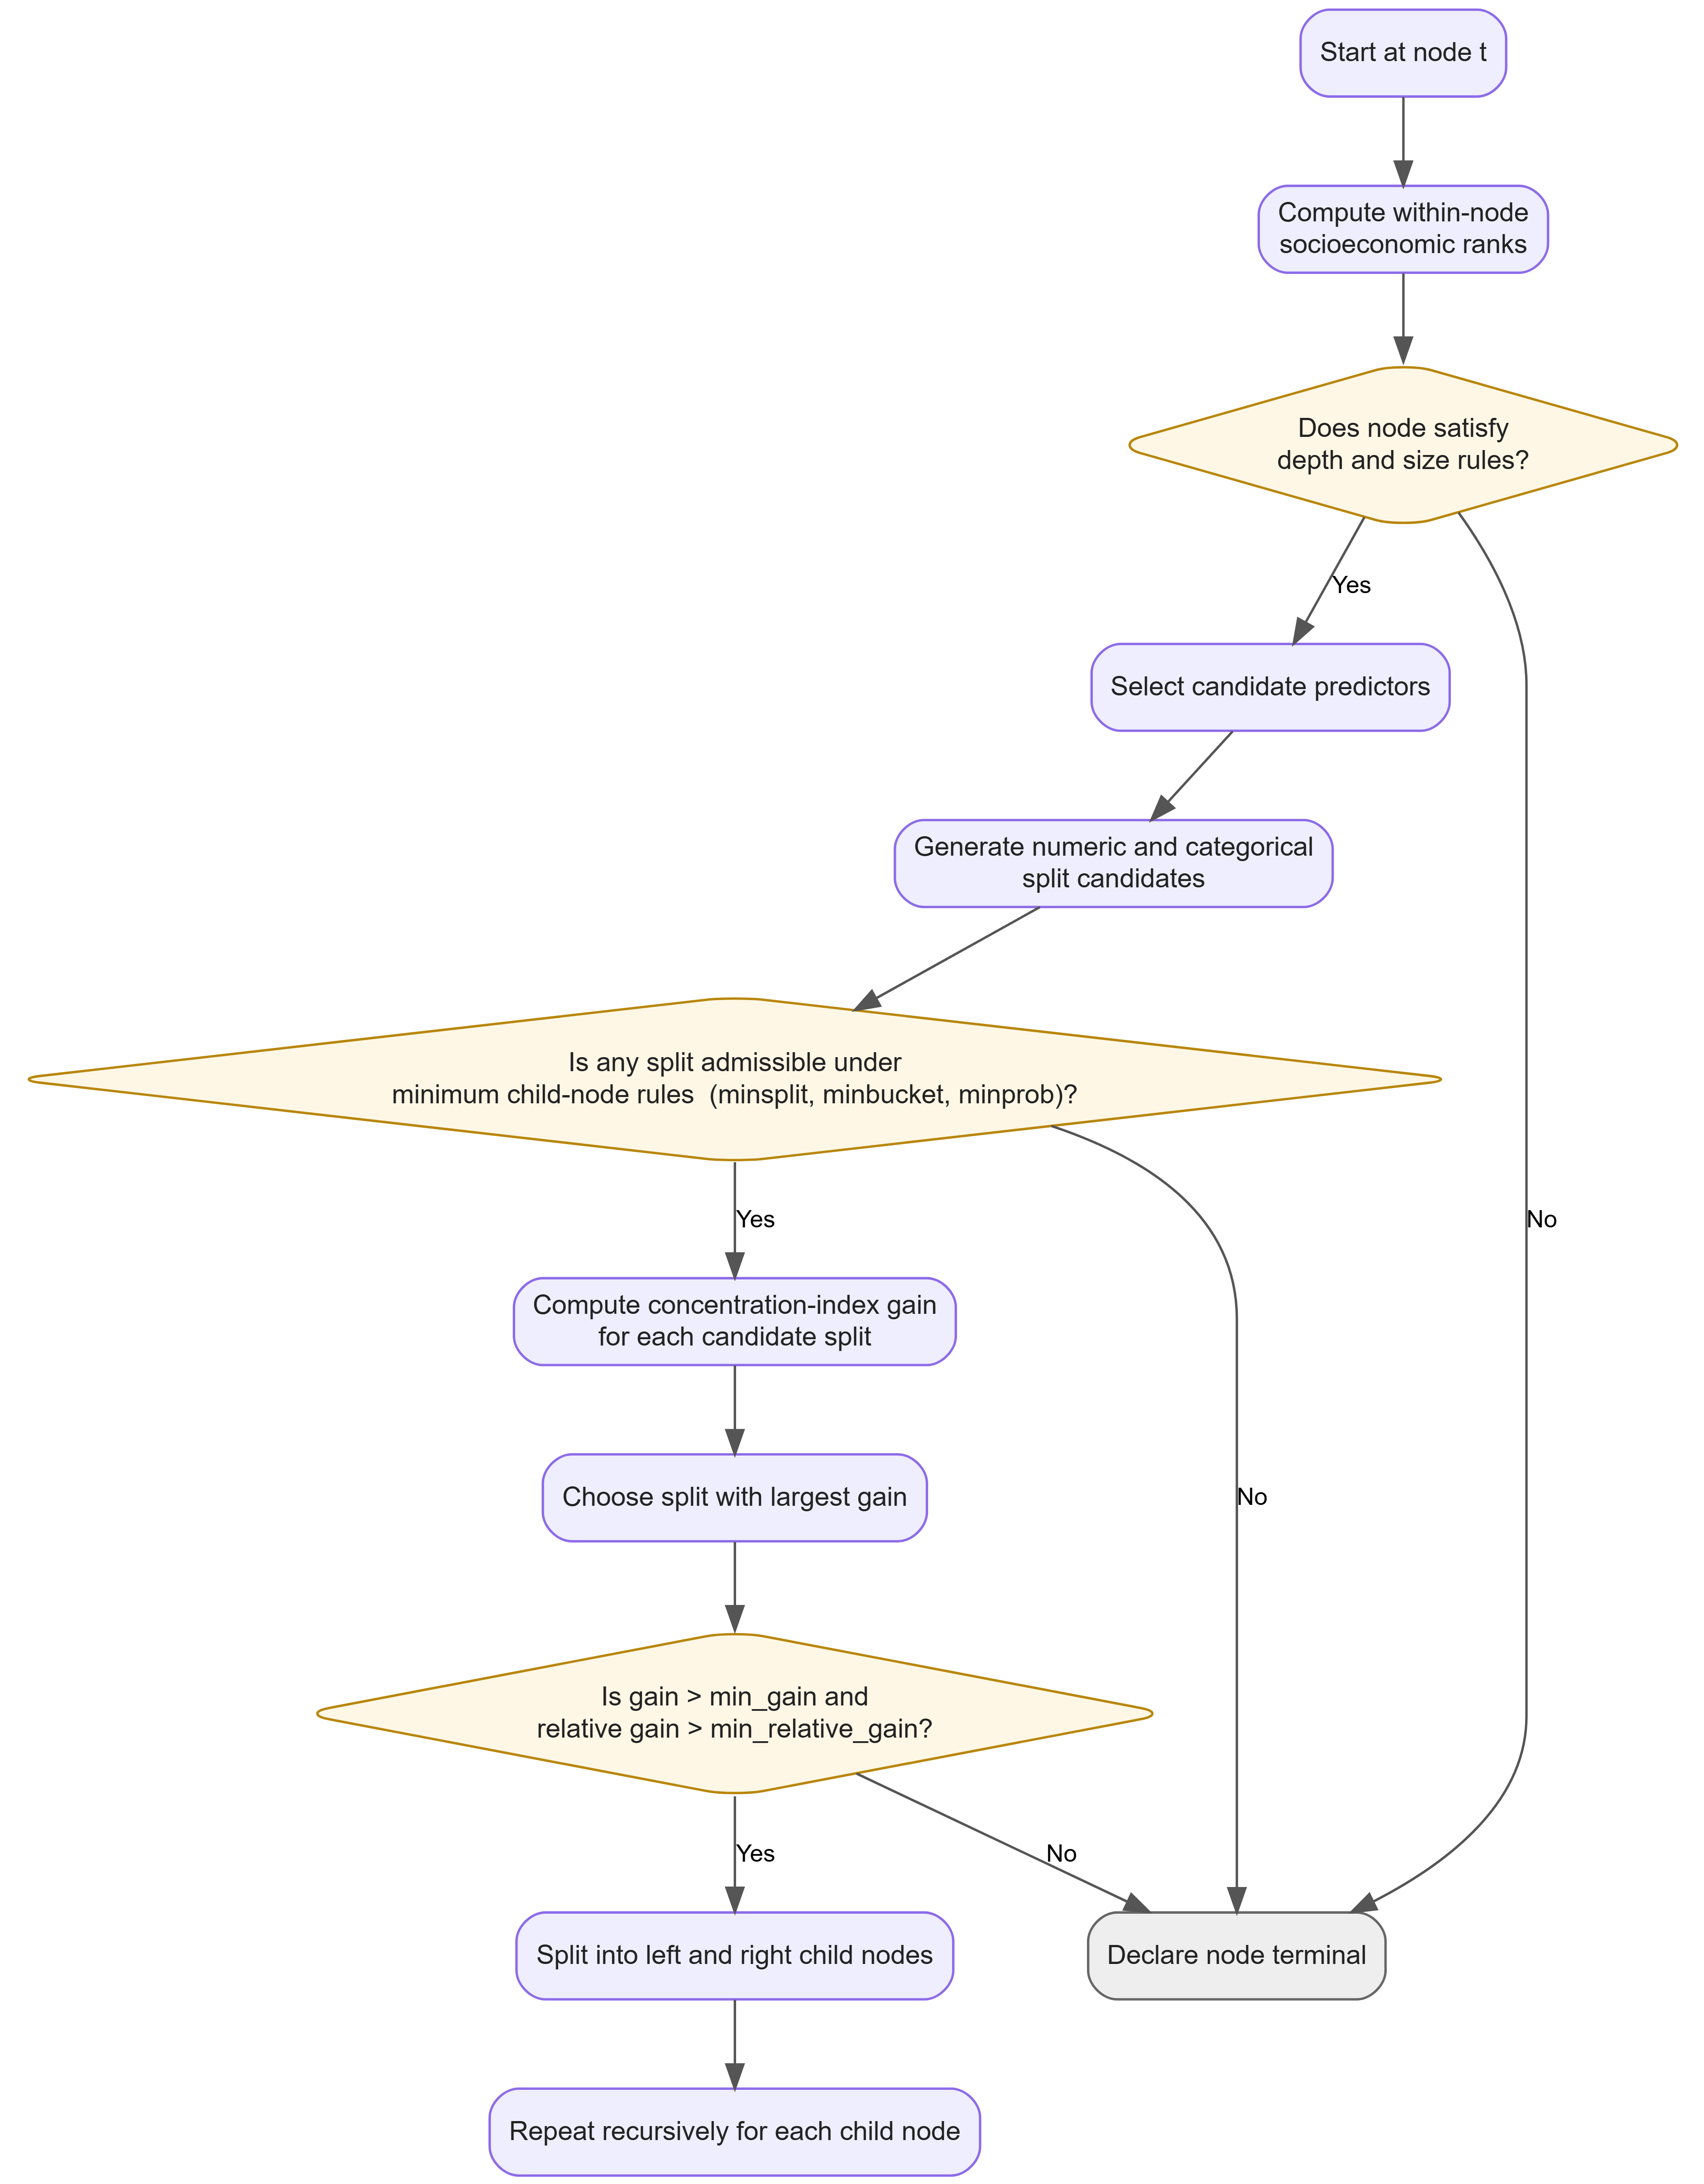 Start at node t
Compute within-node
socioeconomic ranks
Does node satisfy
depth and size rules?
Yes
Select candidate predictors
Generate numeric and categorical
split candidates
Is any split admissible under
minimum child-node rules  (minsplit, minbucket, minprob)?
Yes
No
Compute concentration-index gain
for each candidate split
Choose split with largest gain
No
Is gain > min_gain and
relative gain > min_relative_gain?
Yes
No
Split into left and right child nodes
Declare node terminal
Repeat recursively for each child node